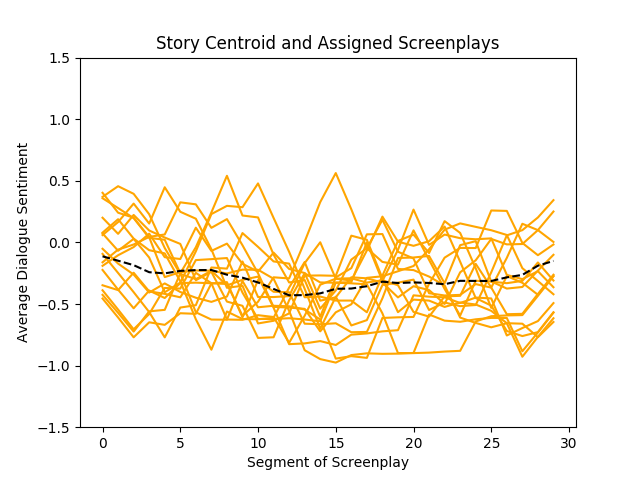 Story Centroid and Assigned Screenplays
1.5
1.0
0.5
0.0
−0.5
−1.0
−1.5
Average Dialogue Sentiment
0 5 10 15 20 25 30
Segment of Screenplay